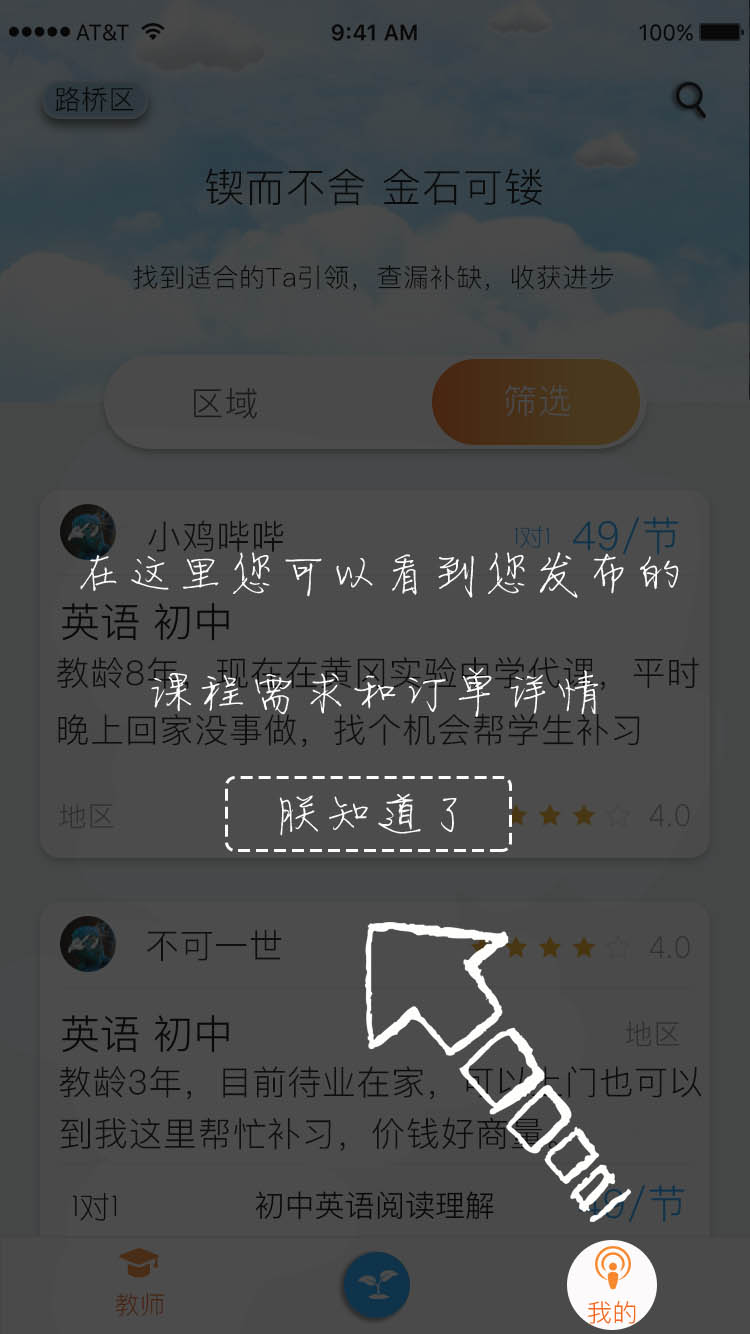 AT&T 9:41 AM 100%
路桥区
锲而不舍 金石可镂
找到适合的Ta引领，查漏补缺，收获进步
区域 筛选
小鸡哔哔 1对1 49/节
在这里您可以看到您发布的
英语 初中
教龄8年，现在在黄冈实验中学代课，平时
课程需求和订单详情
晚上回家没事做，找个机会帮学生补习
朕知道了
地区 4.0
不可一世 4.0
英语 初中 地区
教龄3年，目前待业在家，可以上门也可以
到我这里帮忙补习，价钱好商量。
1对1 初中英语阅读理解 49/节
教师 我的